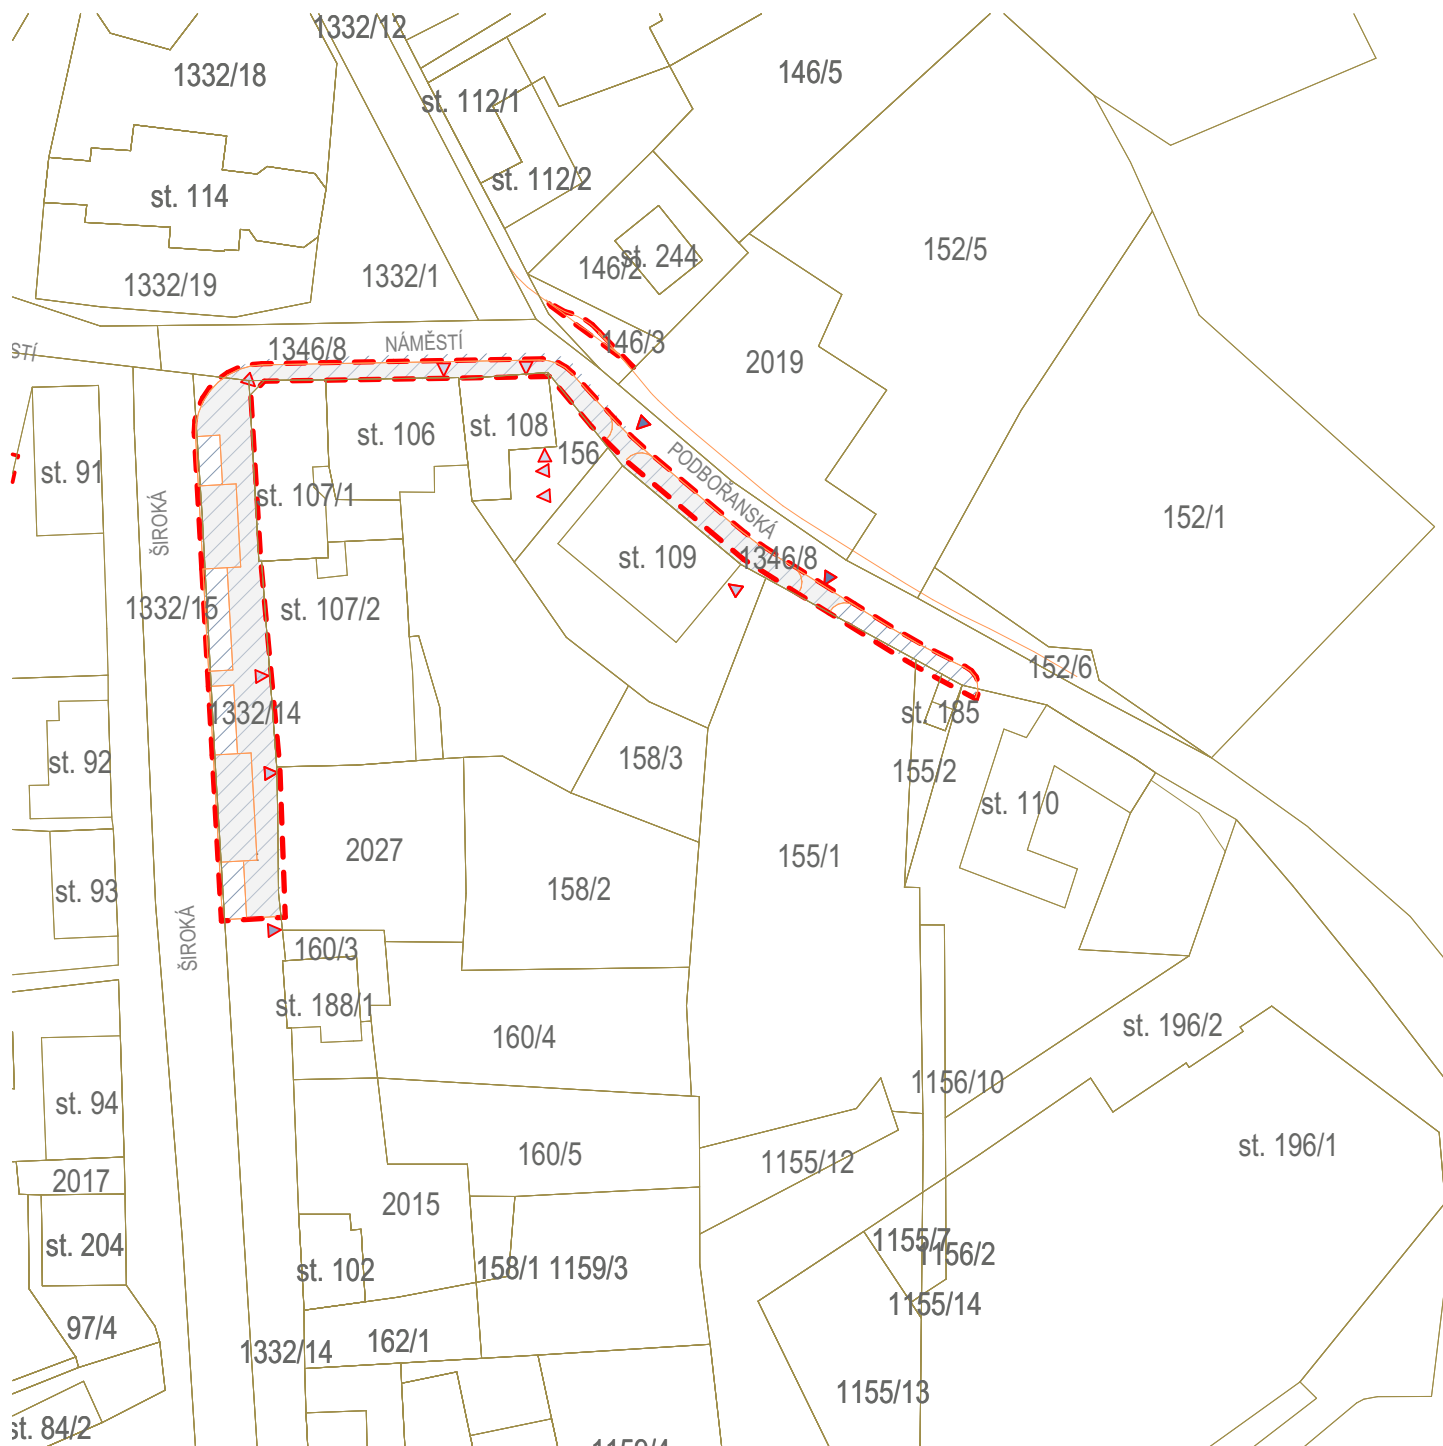 1332/12
1332/18
146/5
st. 112/1
st. 112/2
st. 114
152/5
st. 244
146/2
1332/1
1332/19
NÁMĚSTÍ
146/3
1346/8
STÍ
2019
st. 106
st. 108
156
st. 91
PODBOŘANSKÁ
st. 107/1
152/1
ŠIROKÁ
st. 109
1346/8
1332/15
st. 107/2
152/6
1332/14
st. 185
158/3
st. 92
155/2
st. 110
2027
155/1
158/2
st. 93
ŠIROKÁ
160/3
st. 188/1
160/4
st. 196/2
1156/10
st. 94
st. 196/1
160/5
1155/12
2017
2015
st. 204
1155/7
1156/2
st. 102
158/1
1159/3
1155/14
97/4
162/1
1332/14
1155/13
st. 84/2
1159/4